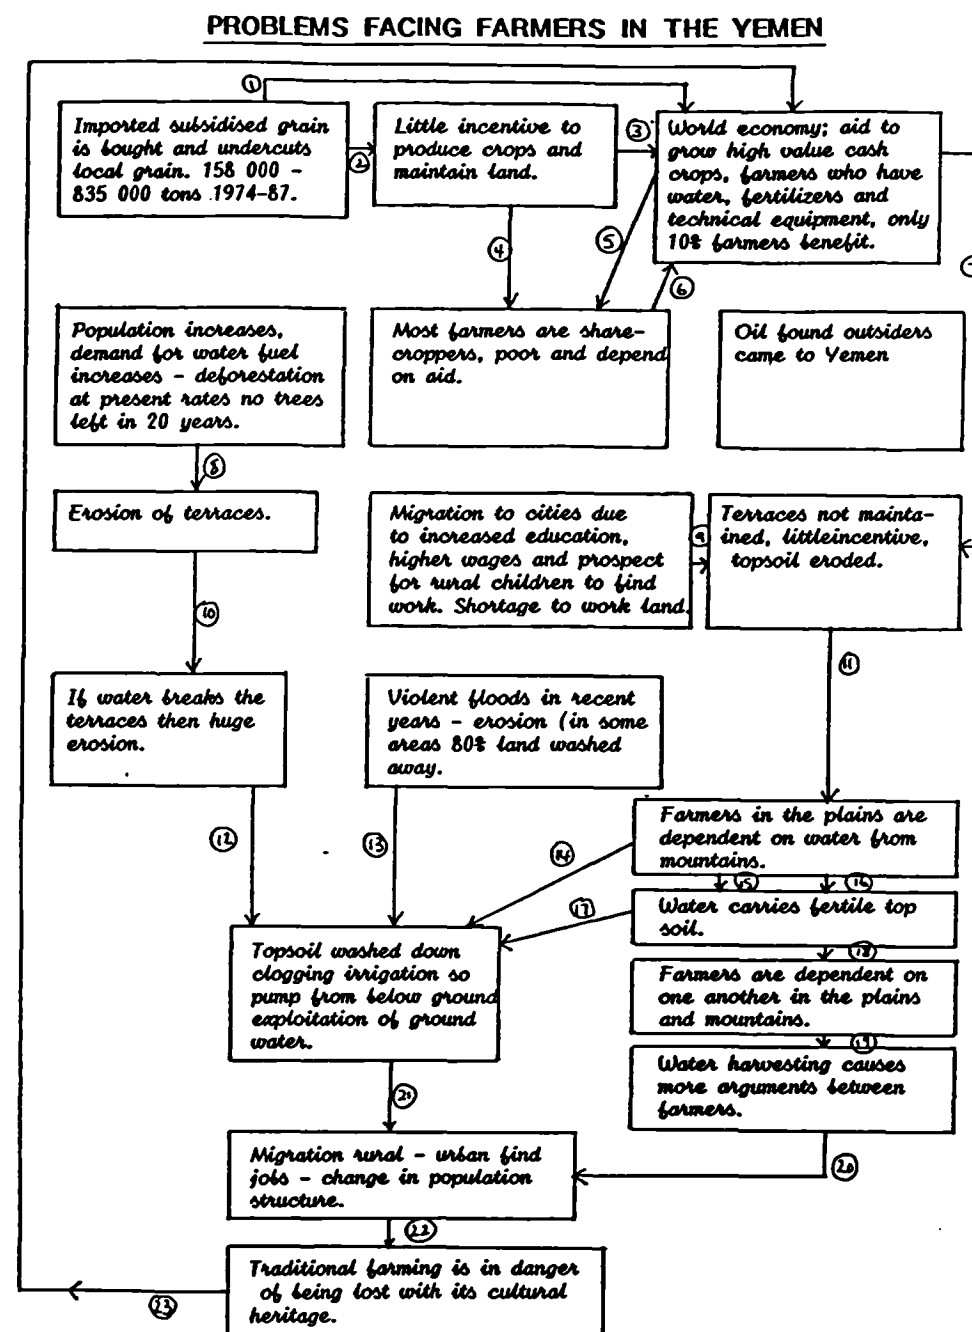 PROBLEMS FACING FARMERS IN THE YEMEN
1
Imported subsidised grain
is bought and undercuts
local grain. 158 000 -
835 000 tons 1974-87.
2
Little incentive to
produce crops and
maintain land.
3
World economy; aid to
grow high value cash
crops, farmers who have
water, fertilizers and
technical equipment, only
10% farmers benefit.
4
5
6
7
Population increases,
demand for water fuel
increases - deforestation
at present rates no trees
left in 20 years.
Most farmers are share-
croppers, poor and depend
on aid.
Oil found outsiders
came to Yemen
8
Erosion of terraces.
Migration to cities due
to increased education,
higher wages and prospect
for rural children to find
work. Shortage to work land.
9
Terraces not mainta-
ined, littleincentive,
topsoil eroded.
10
11
If water breaks the
terraces then huge
erosion.
Violent floods in recent
years - erosion (in some
areas 80% land washed
away.
12
13
14
Farmers in the plains are
dependent on water from
mountains.
15
16
Water carries fertile top
soil.
17
18
Topsoil washed down
clogging irrigation so
pump from below ground
exploitation of ground
water.
Farmers are dependent on
one another in the plains
and mountains.
19
Water harvesting causes
more arguments between
farmers.
20
Migration rural - urban find
jobs - change in population
structure.
22
Traditional farming is in danger
of being lost with its cultural
heritage.
23